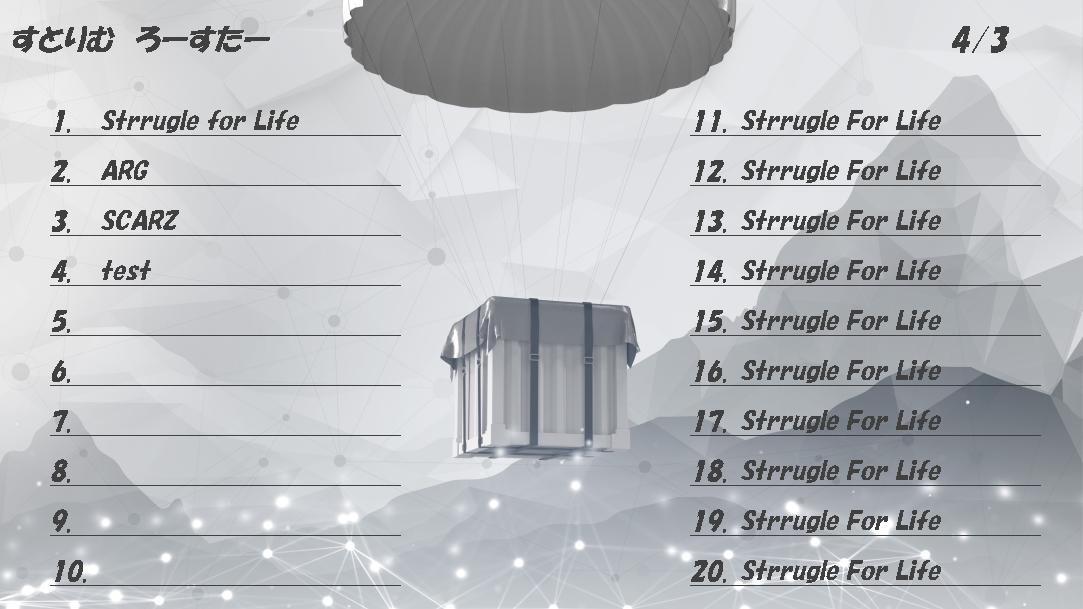 すとりむ ろーすたー
4/3
1. Strrugle for Life
2. ARG
3. SCARZ
4. test
5.
6.
7.
8.
9.
10.
11. Strrugle For Life
12. Strrugle For Life
13. Strrugle For Life
14. Strrugle For Life
15. Strrugle For Life
16. Strrugle For Life
17. Strrugle For Life
18. Strrugle For Life
19. Strrugle For Life
20. Strrugle For Life